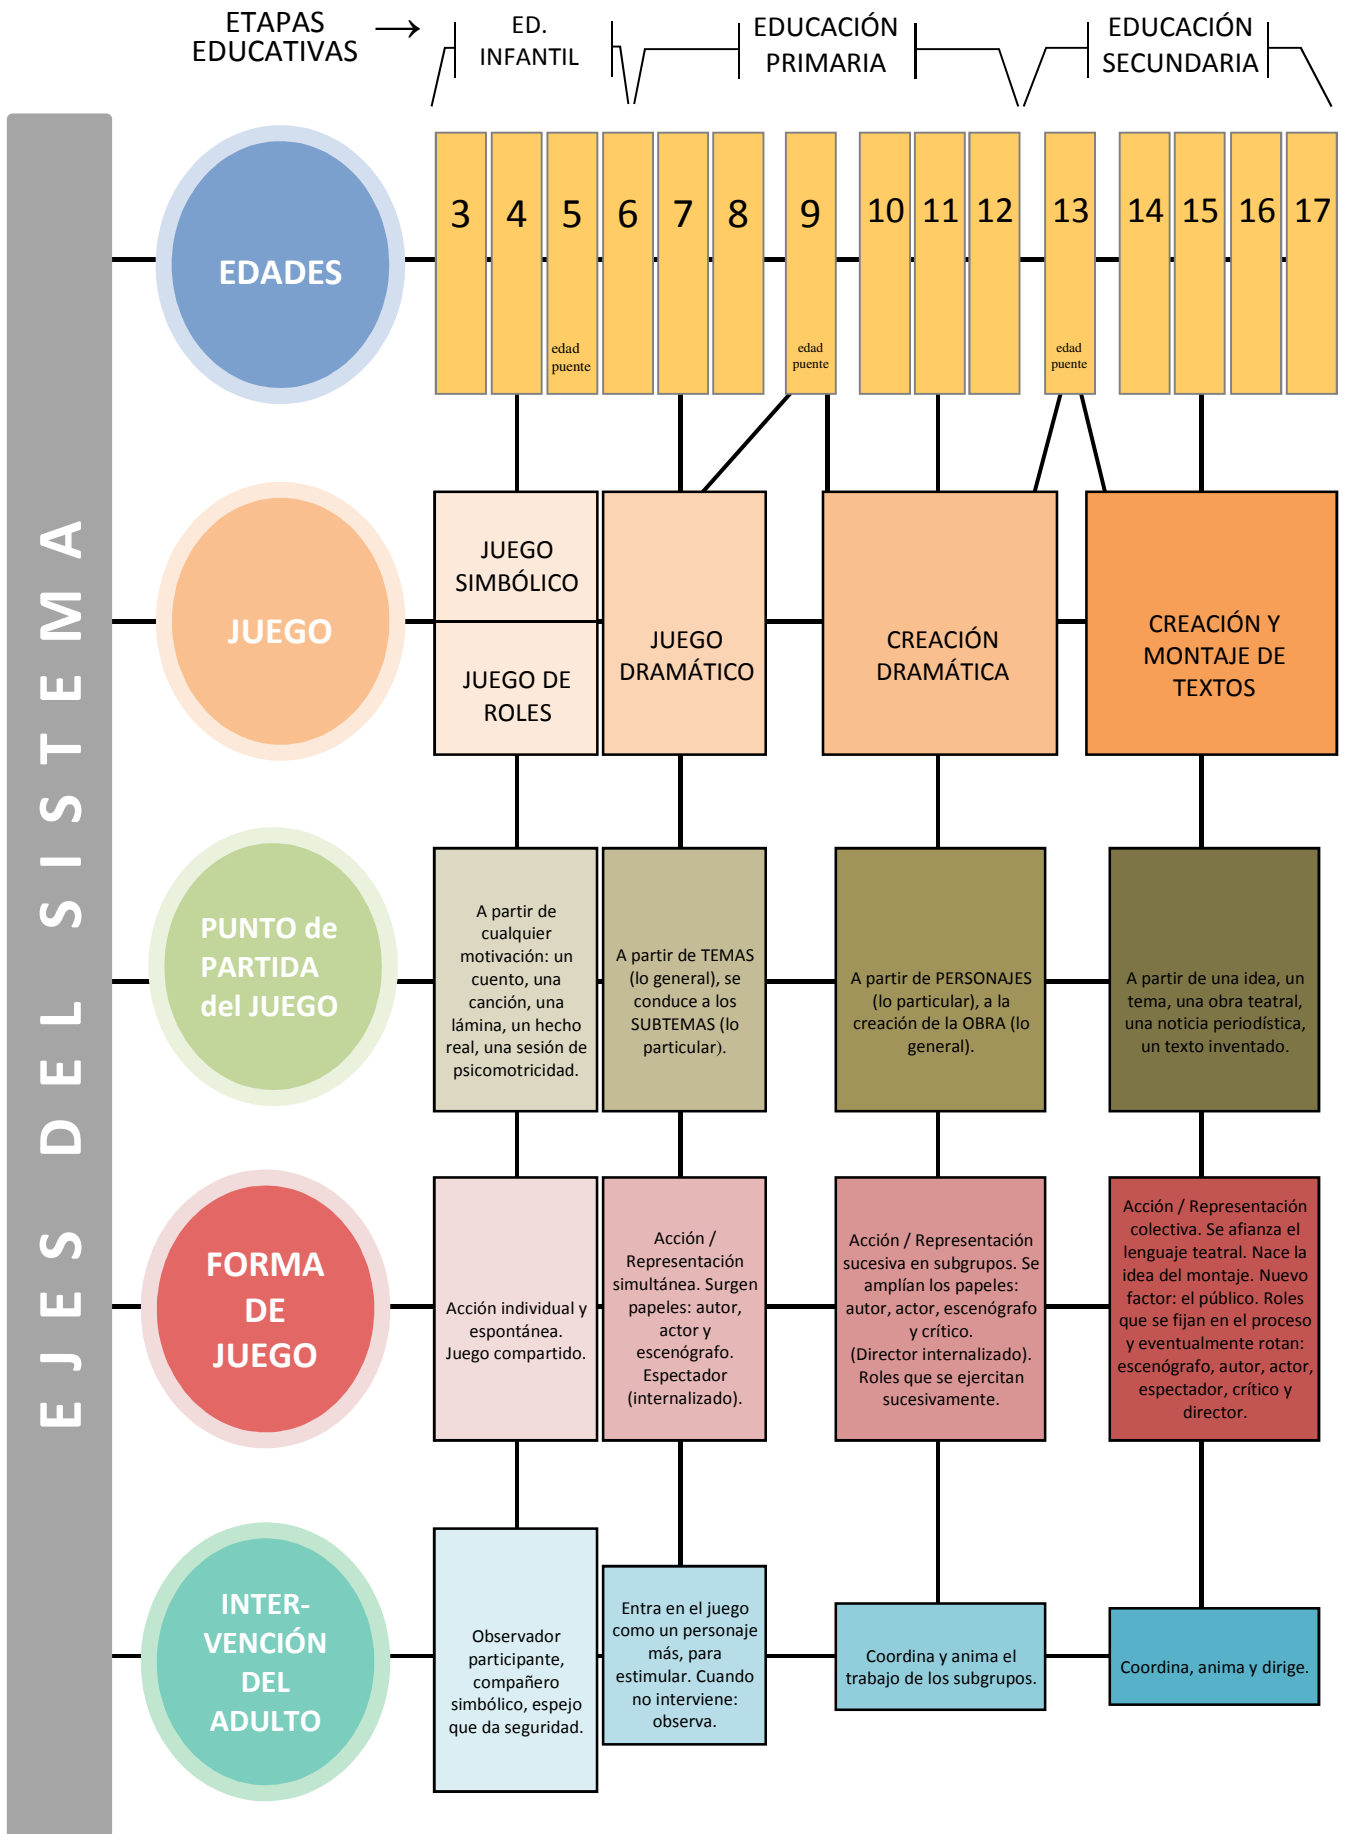 ETAPAS
EDUCATIVAS →
ED.
INFANTIL
EDUCACIÓN
PRIMARIA
EDUCACIÓN
SECUNDARIA
EJES DEL SISTEMA
EDADES
3
4
5
edad
puente
6
7
8
9
edad
puente
10
11
12
13
edad
puente
14
15
16
17
JUEGO
JUEGO
SIMBÓLICO
JUEGO DE
ROLES
JUEGO
DRAMÁTICO
CREACIÓN
DRAMÁTICA
CREACIÓN Y
MONTAJE DE
TEXTOS
PUNTO de
PARTIDA
del JUEGO
A partir de
cualquier
motivación: un
cuento, una
canción, una
lámina, un hecho
real, una sesión de
psicomotricidad.
A partir de TEMAS
(lo general), se
conduce a los
SUBTEMAS (lo
particular).
A partir de PERSONAJES
(lo particular), a la
creación de la OBRA (lo
general).
A partir de una idea, un
tema, una obra teatral,
una noticia periodística,
un texto inventado.
FORMA
DE
JUEGO
Acción individual y
espontánea.
Juego compartido.
Acción /
Representación
simultánea. Surgen
papeles: autor,
actor y
escenógrafo.
Espectador
(internalizado).
Acción / Representación
sucesiva en subgrupos. Se
amplían los papeles:
autor, actor, escenógrafo
y crítico.
(Director internalizado).
Roles que se ejercitan
sucesivamente.
Acción / Representación
colectiva. Se afianza el
lenguaje teatral. Nace la
idea del montaje. Nuevo
factor: el público. Roles
que se fijan en el proceso
y eventualmente rotan:
escenógrafo, autor, actor,
espectador, crítico y
director.
INTER-
VENCIÓN
DEL
ADULTO
Observador
participante,
compañero
simbólico, espejo
que da seguridad.
Entra en el juego
como un personaje
más, para
estimular. Cuando
no interviene:
observa.
Coordina y anima el
trabajo de los subgrupos.
Coordina, anima y dirige.